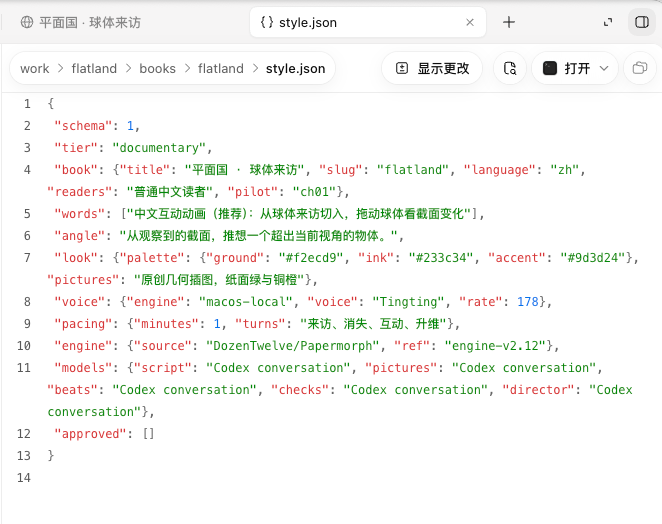 平面国 · 球体来访
{} style.json
work > flatland > books > flatland > style.json
显示更改
打开
1 {
2 "schema": 1,
3 "tier": "documentary",
4 "book": {"title": "平面国 · 球体来访", "slug": "flatland", "language": "zh",
"readers": "普通中文读者", "pilot": "ch01"},
5 "words": ["中文互动动画（推荐）：从球体来访切入，拖动球体看截面变化"],
6 "angle": "从观察到的截面，推想一个超出当前视角的物体。",
7 "look": {"palette": {"ground": "#f2ecd9", "ink": "#233c34", "accent": "#9d3d24"},
"pictures": "原创几何插图，纸面绿与铜橙"},
8 "voice": {"engine": "macos-local", "voice": "Tingting", "rate": 178},
9 "pacing": {"minutes": 1, "turns": "来访、消失、互动、升维"},
10 "engine": {"source": "DozenTwelve/Papermorph", "ref": "engine-v2.12"},
11 "models": {"script": "Codex conversation", "pictures": "Codex conversation",
"beats": "Codex conversation", "checks": "Codex conversation", "director": "Codex
conversation"},
12 "approved": []
13 }
14